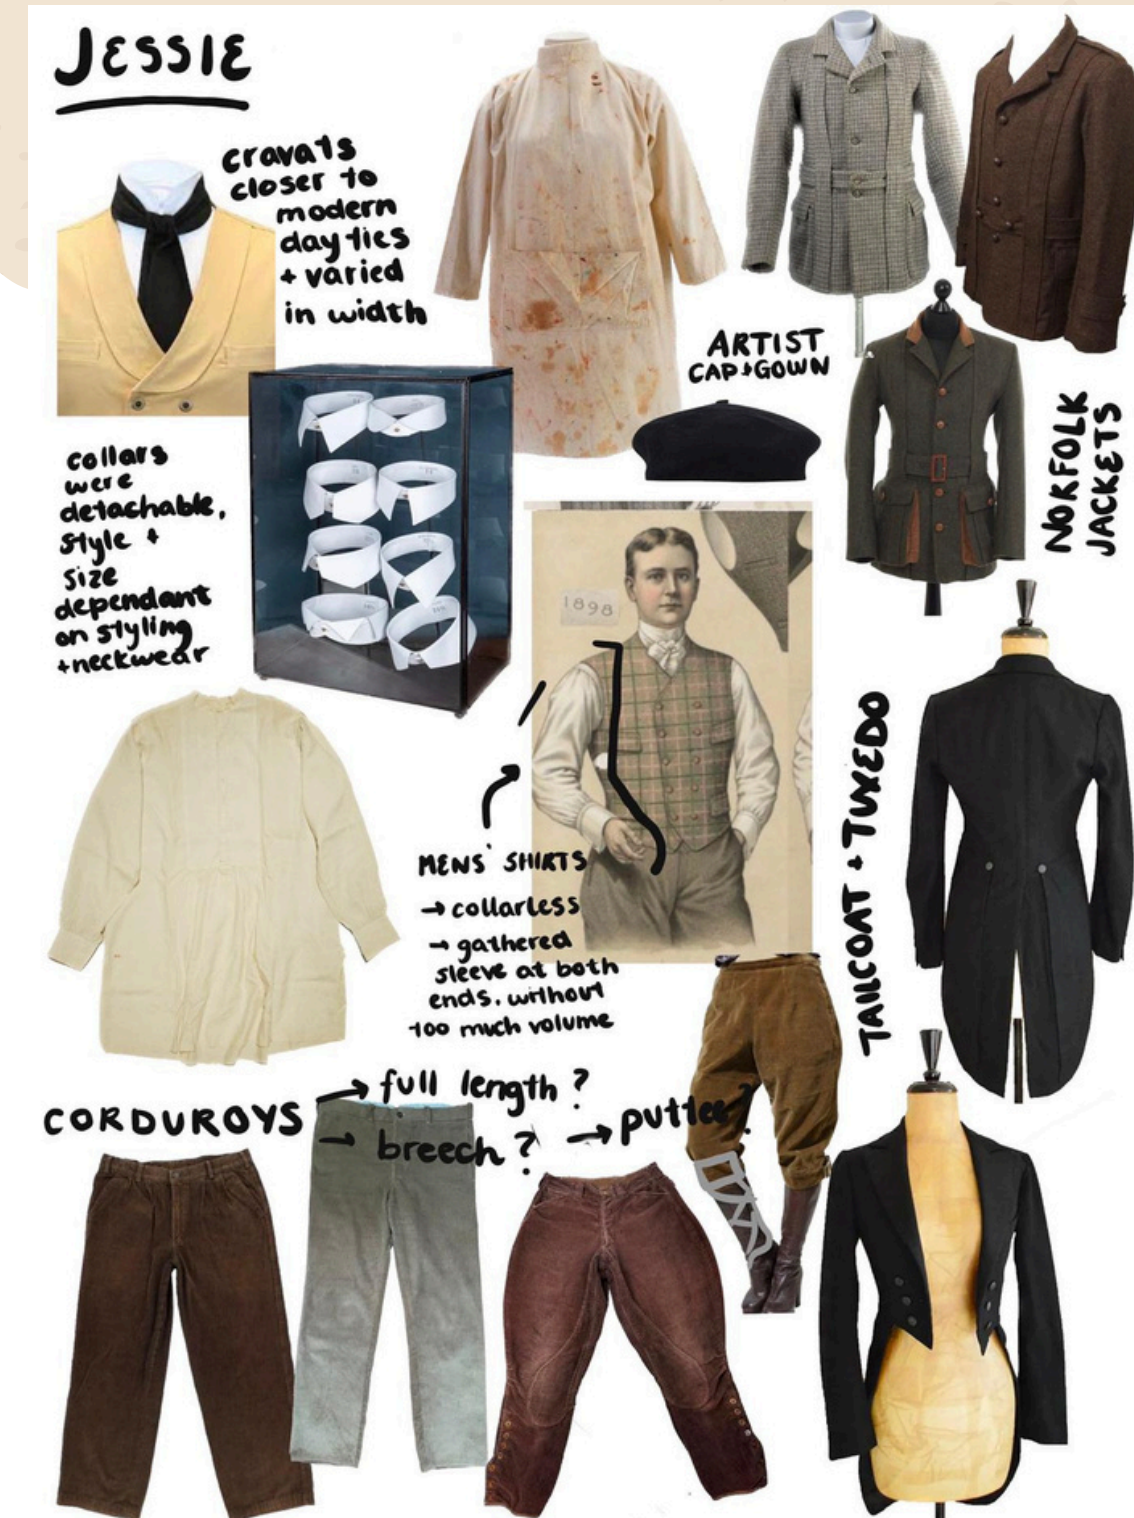 JESSIE
cravats
closer to
modern
day ties
+ varied
in width
ARTIST
CAP+GOWN
NORFOLK
JACKETS
collars
were
detachable,
style +
size
dependant
on styling
+neckwear
1898
MENS' SHIRTS
→ collarless
→ gathered
sleeve at both
ends, without
too much volume
TAILCOAT + TUXEDO
CORDUROYS
→ full length?
→ breech?
→ puttee?